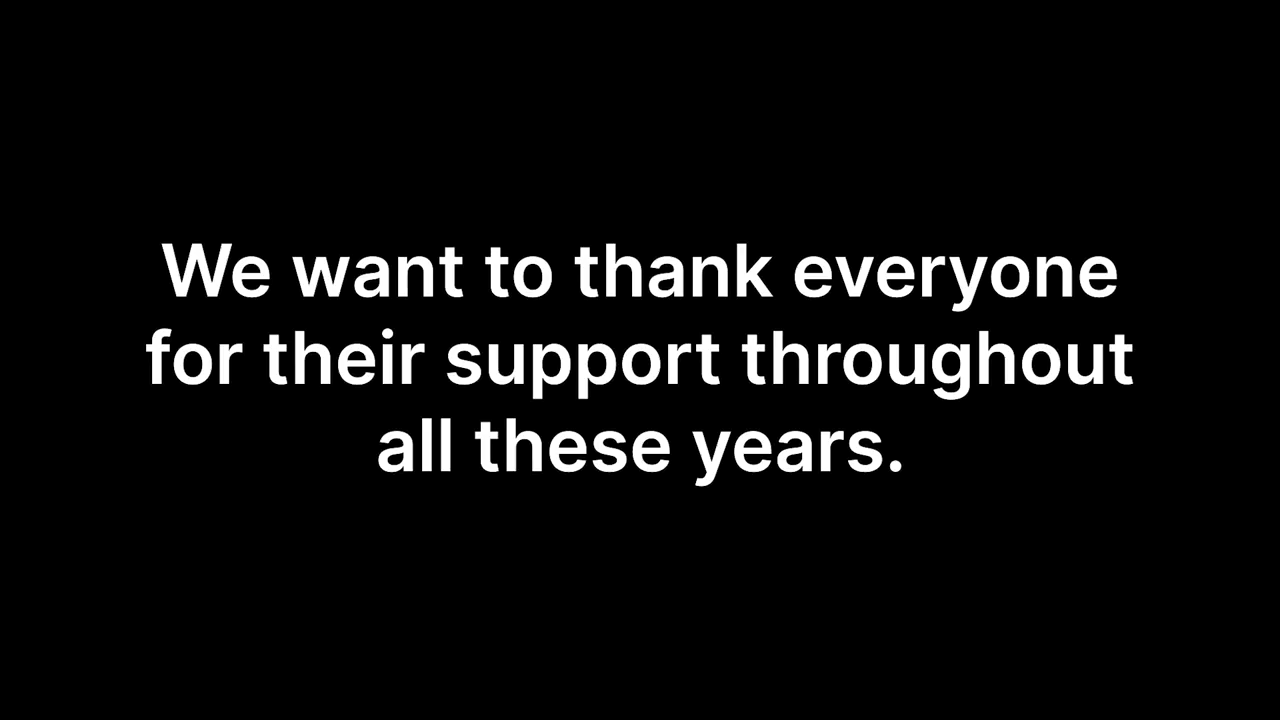 We want to thank everyone
for their support throughout
all these years.